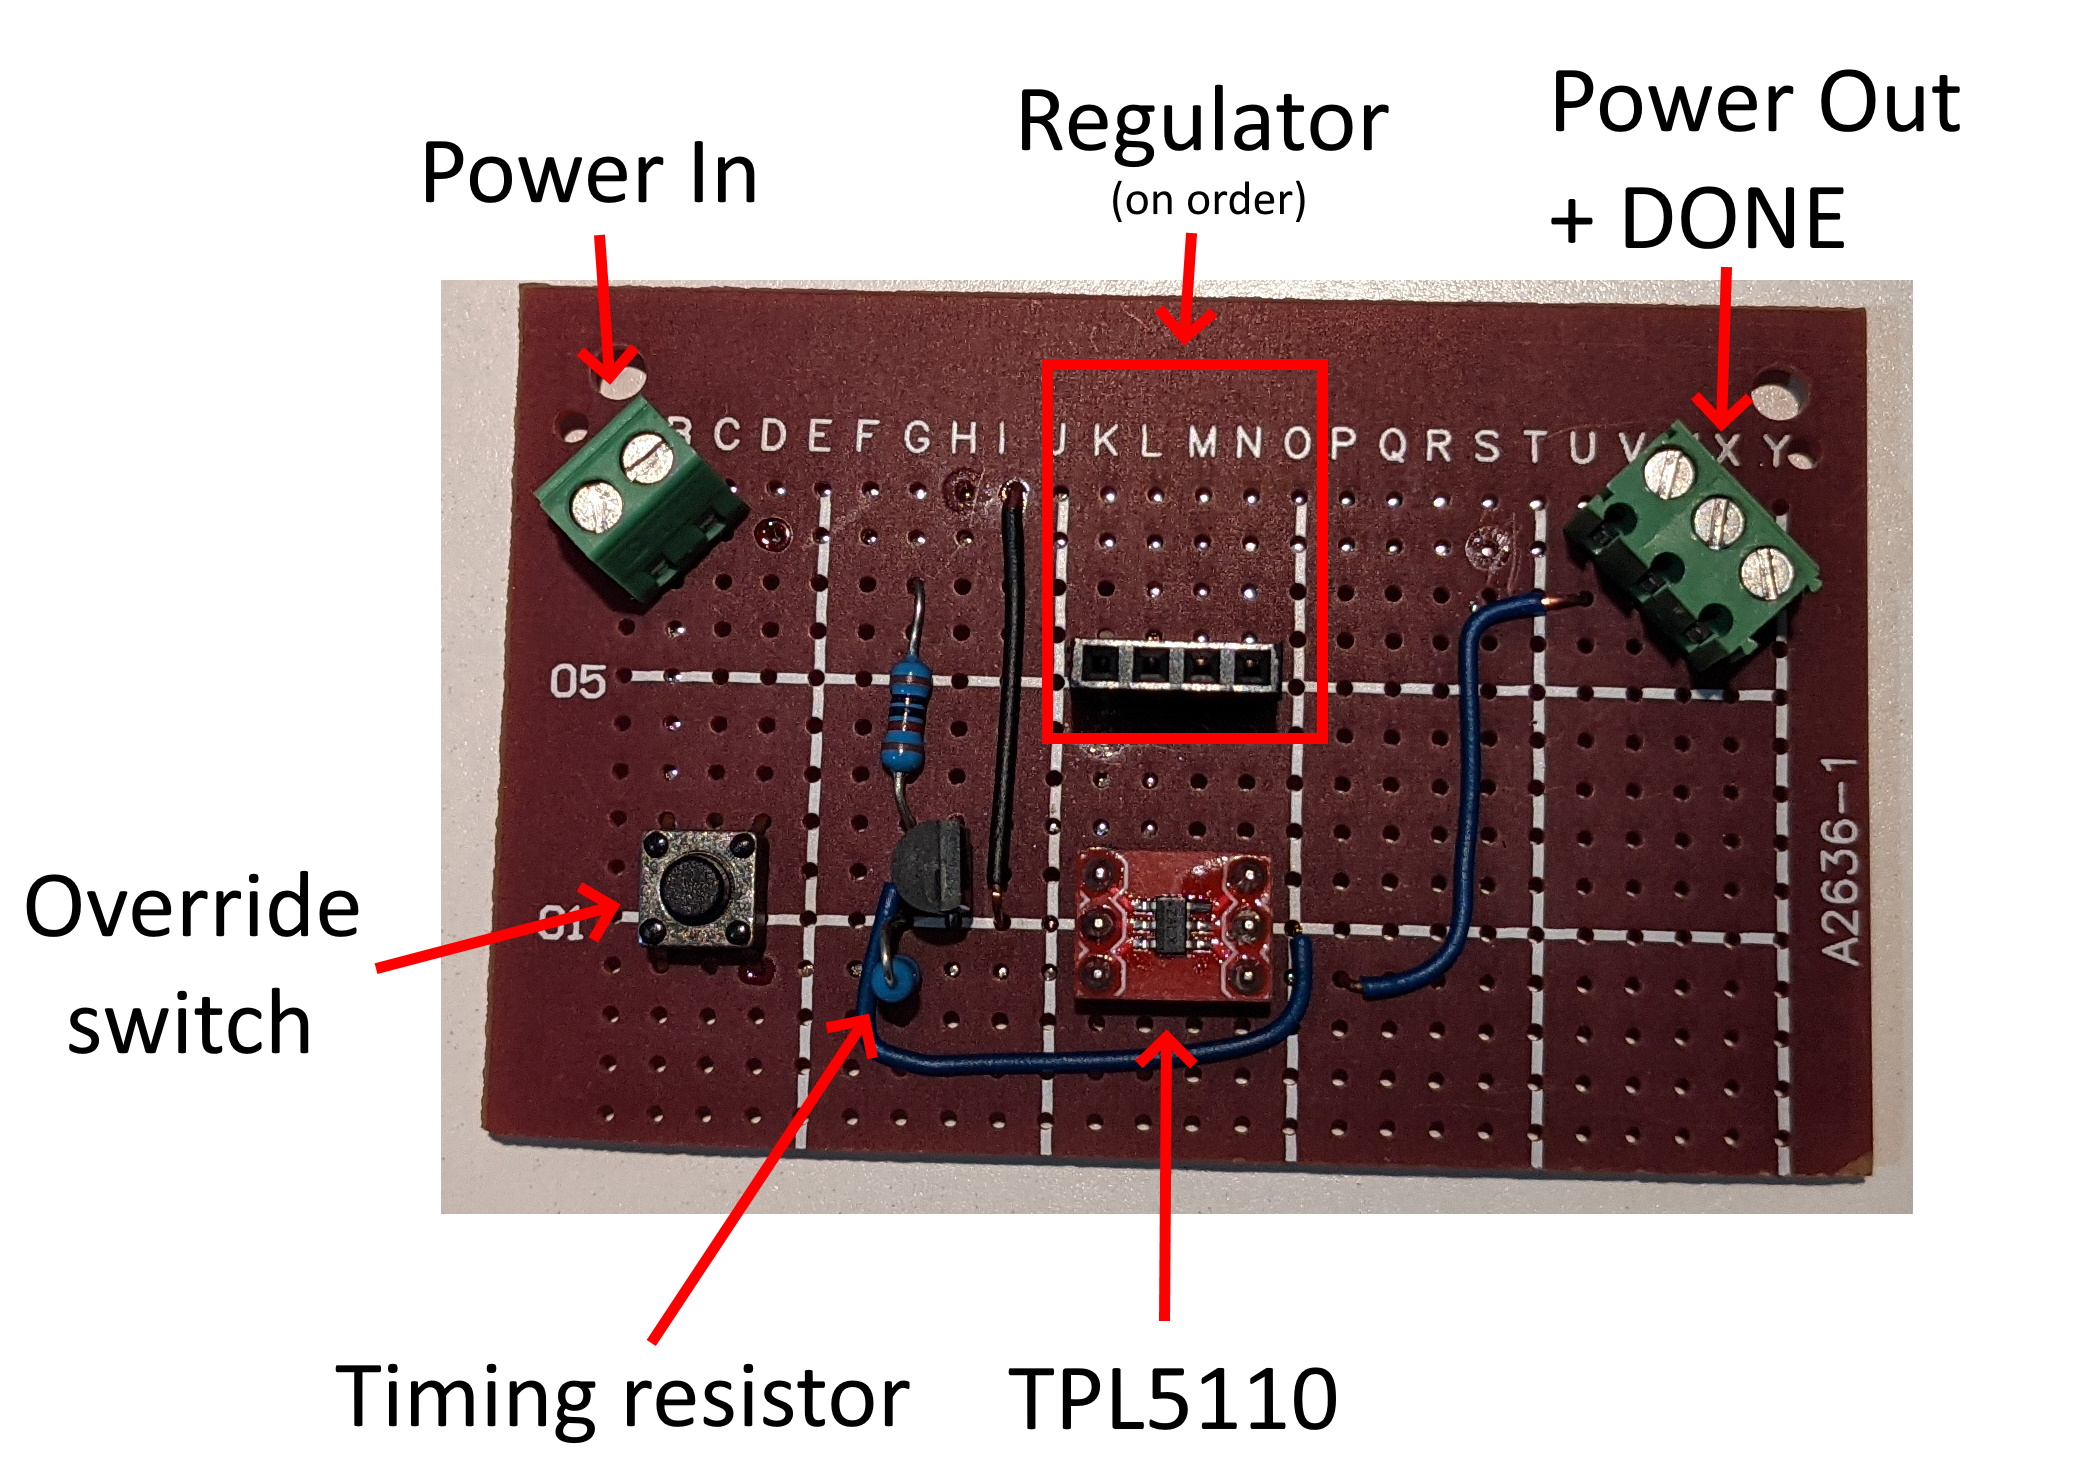 Power In
Regulator
(on order)
Power Out
+ DONE
B C D E F G H I J K L M N O P Q R S T U V X Y
05
01
A2636-1
Override
switch
Timing resistor
TPL5110